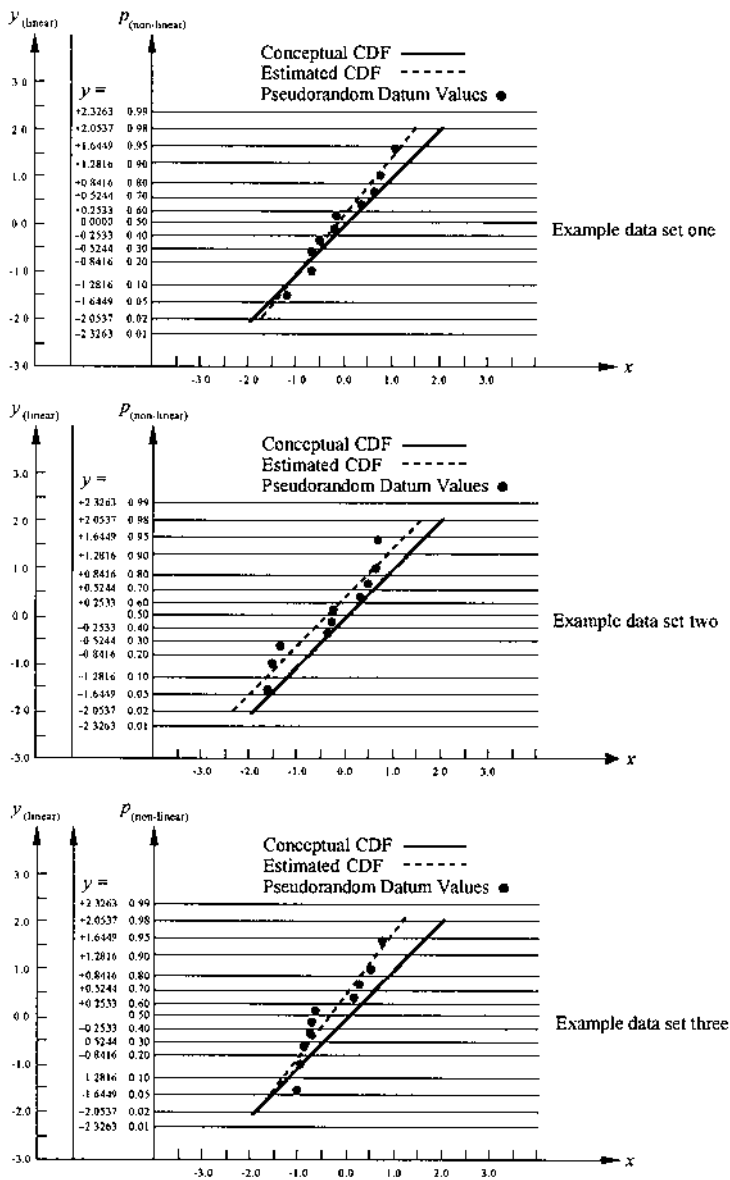 y (linear) p (non-linear)
Conceptual CDF
Estimated CDF
Pseudorandom Datum Values
y =
3.0
+2.3263 0.99
2.0
+2.0537 0.98
+1.6449 0.95
+1.2816 0.90
1.0
+0.8416 0.80
+0.5244 0.70
+0.2533 0.60
0.0
0.0000 0.50
-0.2533 0.40
-0.5244 0.30
-0.8416 0.20
-1.0
-1.2816 0.10
-1.6449 0.05
-2.0
-2.0537 0.02
-2.3263 0.01
-3.0
Example data set one
x
-3.0 -1.0 0.0 1.0 3.0
-2.0 2.0
y (linear) p (non-linear)
Conceptual CDF
Estimated CDF
Pseudorandom Datum Values
y =
3.0
+2.3263 0.99
2.0
+2.0537 0.98
+1.6449 0.95
+1.2816 0.90
1.0
+0.8416 0.80
+0.5244 0.70
+0.2533 0.60
0.0
0.50
-0.2533 0.40
-0.5244 0.30
-0.8416 0.20
-1.0
-1.2816 0.10
-1.6449 0.05
-2.0
-2.0537 0.02
-2.3263 0.01
-3.0
Example data set two
x
-3.0 -1.0 0.0 1.0 3.0
-2.0 2.0
y (linear) p (non-linear)
Conceptual CDF
Estimated CDF
Pseudorandom Datum Values
y =
3.0
+2.3263 0.99
2.0
+2.0537 0.98
+1.6449 0.95
+1.2816 0.90
1.0
+0.8416 0.80
+0.5244 0.70
+0.2533 0.60
0.0
0.50
-0.2533 0.40
0.5244 0.30
-0.8416 0.20
-1.0
1.2816 0.10
-1.6449 0.05
-2.0
-2.0537 0.02
-2.3263 0.01
-3.0
Example data set three
x
-3.0 -1.0 0.0 1.0 3.0
-2.0 2.0